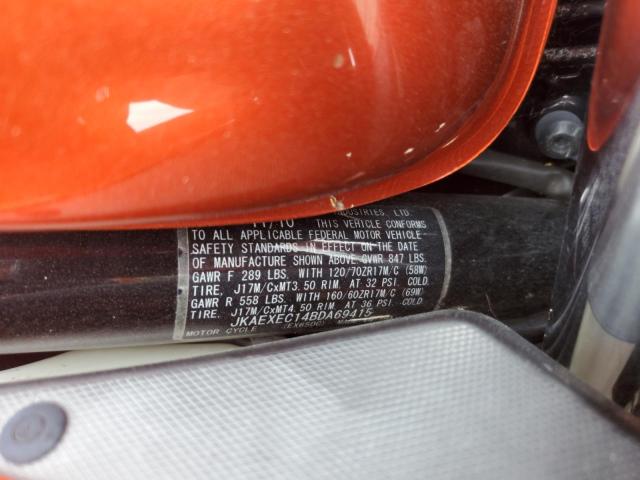 INDUSTRIES, LTD.
11/10 THIS VEHICLE CONFORMS
TO ALL APPLICABLE FEDERAL MOTOR VEHICLE
SAFETY STANDARDS IN EFFECT ON THE DATE
OF MANUFACTURE SHOWN ABOVE GVWR 847 LBS.
GAWR F 289 LBS. WITH 120/70ZR17M/C (58W)
TIRE, J17M/CxMT3.50 RIM. AT 32 PSI. COLD
GAWR R 558 LBS. WITH 160/60ZR17M/C (69W)
TIRE. J17M/CxMT4.50 RIM. AT 36 PSI. COLD.
JKAEXEC14BDA69415
MOTOR CYCLE (EX650C)